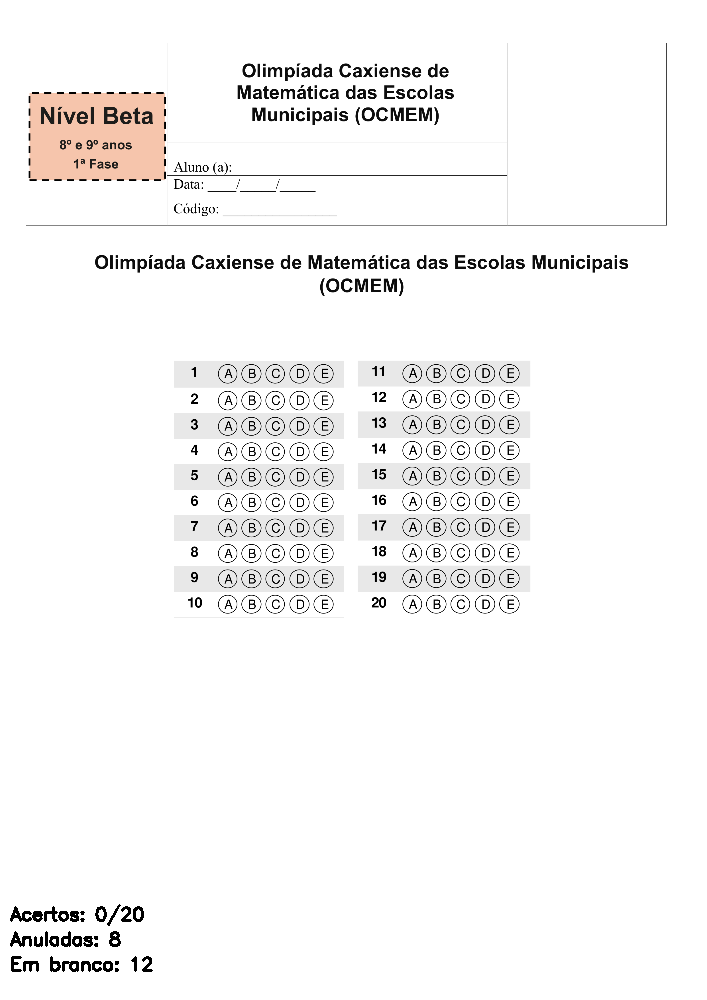 Olimpíada Caxiense de
Matemática das Escolas
Municipais (OCMEM)
Nível Beta
8º e 9º anos
1ª Fase
Aluno (a): ______________________________________
Data: ____/_____/_____
Código: ________________
Olimpíada Caxiense de Matemática das Escolas Municipais
(OCMEM)
1 A B C D E
2 A B C D E
3 A B C D E
4 A B C D E
5 A B C D E
6 A B C D E
7 A B C D E
8 A B C D E
9 A B C D E
10 A B C D E
11 A B C D E
12 A B C D E
13 A B C D E
14 A B C D E
15 A B C D E
16 A B C D E
17 A B C D E
18 A B C D E
19 A B C D E
20 A B C D E
Acertos: 0/20
Anuladas: 8
Em branco: 12